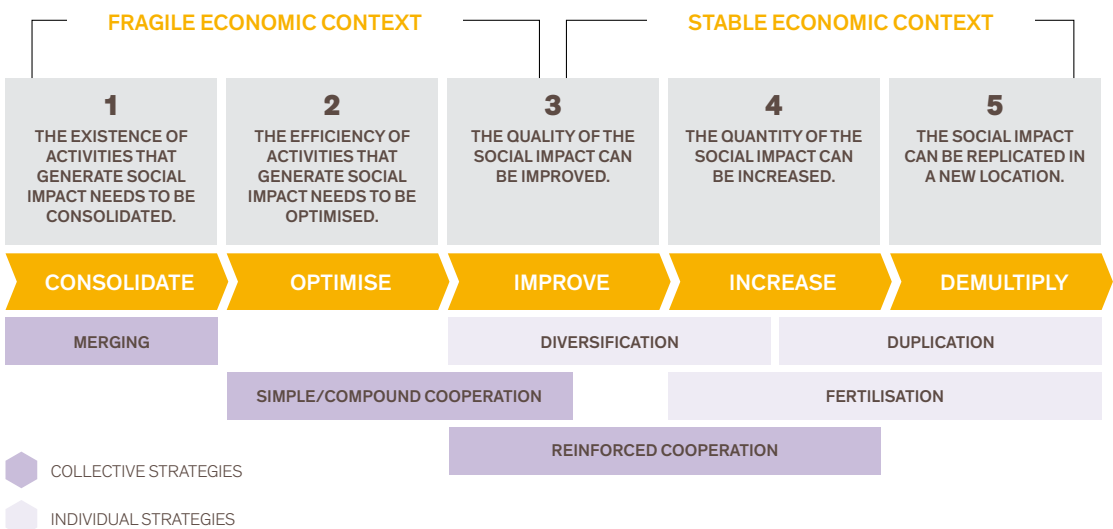 FRAGILE ECONOMIC CONTEXT
STABLE ECONOMIC CONTEXT
1
THE EXISTENCE OF
ACTIVITIES THAT
GENERATE SOCIAL
IMPACT NEEDS TO BE
CONSOLIDATED.
2
THE EFFICIENCY OF
ACTIVITIES THAT
GENERATE SOCIAL
IMPACT NEEDS TO BE
OPTIMISED.
3
THE QUALITY OF THE
SOCIAL IMPACT CAN
BE IMPROVED.
4
THE QUANTITY OF THE
SOCIAL IMPACT CAN
BE INCREASED.
5
THE SOCIAL IMPACT
CAN BE REPLICATED IN
A NEW LOCATION.
CONSOLIDATE
OPTIMISE
IMPROVE
INCREASE
DEMULTIPLY
MERGING
DIVERSIFICATION
DUPLICATION
SIMPLE/COMPOUND COOPERATION
FERTILISATION
REINFORCED COOPERATION
COLLECTIVE STRATEGIES
INDIVIDUAL STRATEGIES